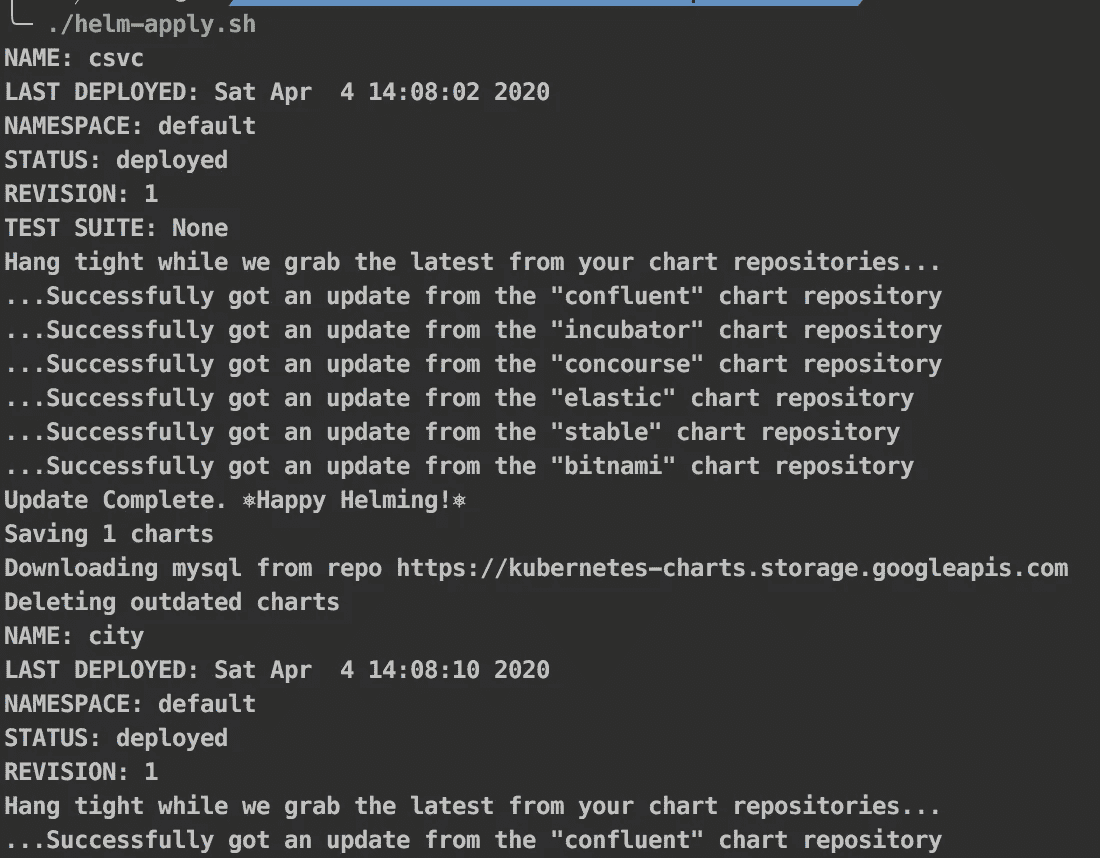 ./helm-apply.sh
NAME: csvc
LAST DEPLOYED: Sat Apr  4 14:08:02 2020
NAMESPACE: default
STATUS: deployed
REVISION: 1
TEST SUITE: None
Hang tight while we grab the latest from your chart repositories...
...Successfully got an update from the "confluent" chart repository
...Successfully got an update from the "incubator" chart repository
...Successfully got an update from the "concourse" chart repository
...Successfully got an update from the "elastic" chart repository
...Successfully got an update from the "stable" chart repository
...Successfully got an update from the "bitnami" chart repository
Update Complete. ⎈Happy Helming!⎈
Saving 1 charts
Downloading mysql from repo https://kubernetes-charts.storage.googleapis.com
Deleting outdated charts
NAME: city
LAST DEPLOYED: Sat Apr  4 14:08:10 2020
NAMESPACE: default
STATUS: deployed
REVISION: 1
Hang tight while we grab the latest from your chart repositories...
...Successfully got an update from the "confluent" chart repository